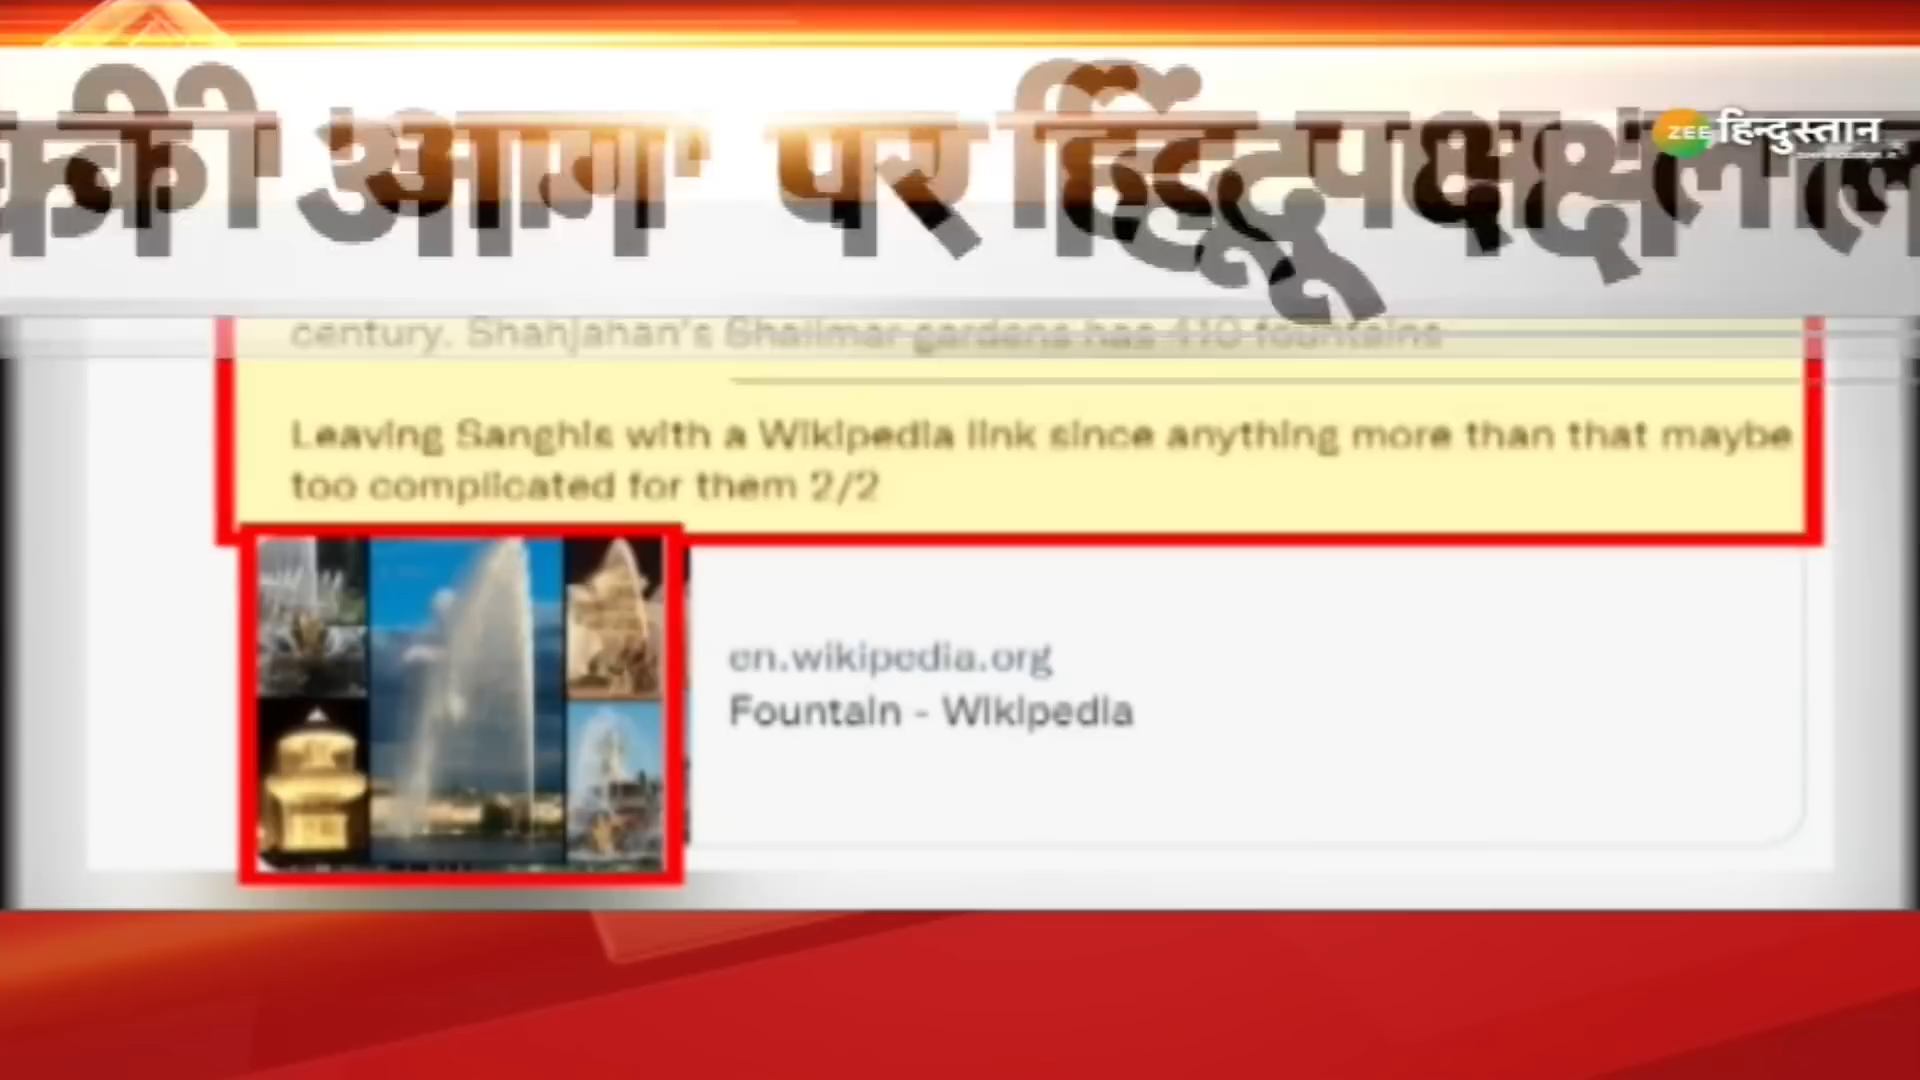 की आग' पर हिंदू पक्ष
ZEE हिन्दुस्तान
century. Shahjahan's Shalimar gardens has 410 fountains
Leaving Sanghis with a Wikipedia link since anything more than that maybe
too complicated for them 2/2
en.wikipedia.org
Fountain - Wikipedia